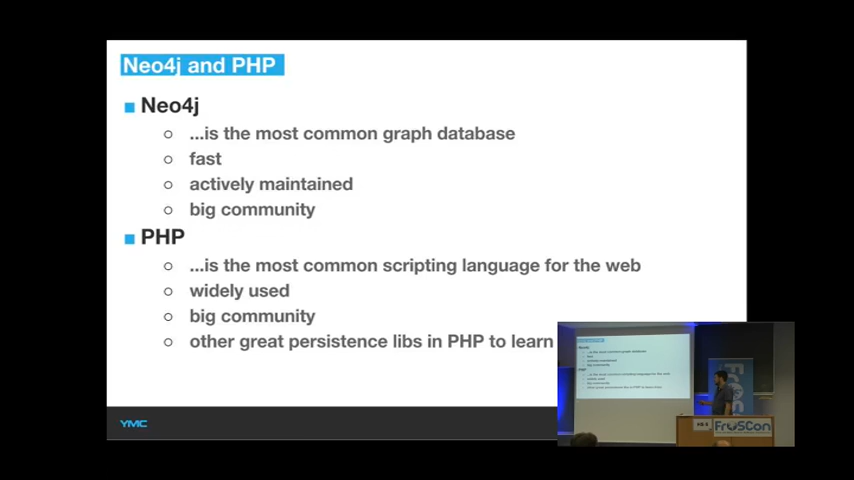 Neo4j and PHP
■ Neo4j
○ ...is the most common graph database
○ fast
○ actively maintained
○ big community
■ PHP
○ ...is the most common scripting language for the web
○ widely used
○ big community
○ other great persistence libs in PHP to learn
YMC
HS 5
FrOSCon